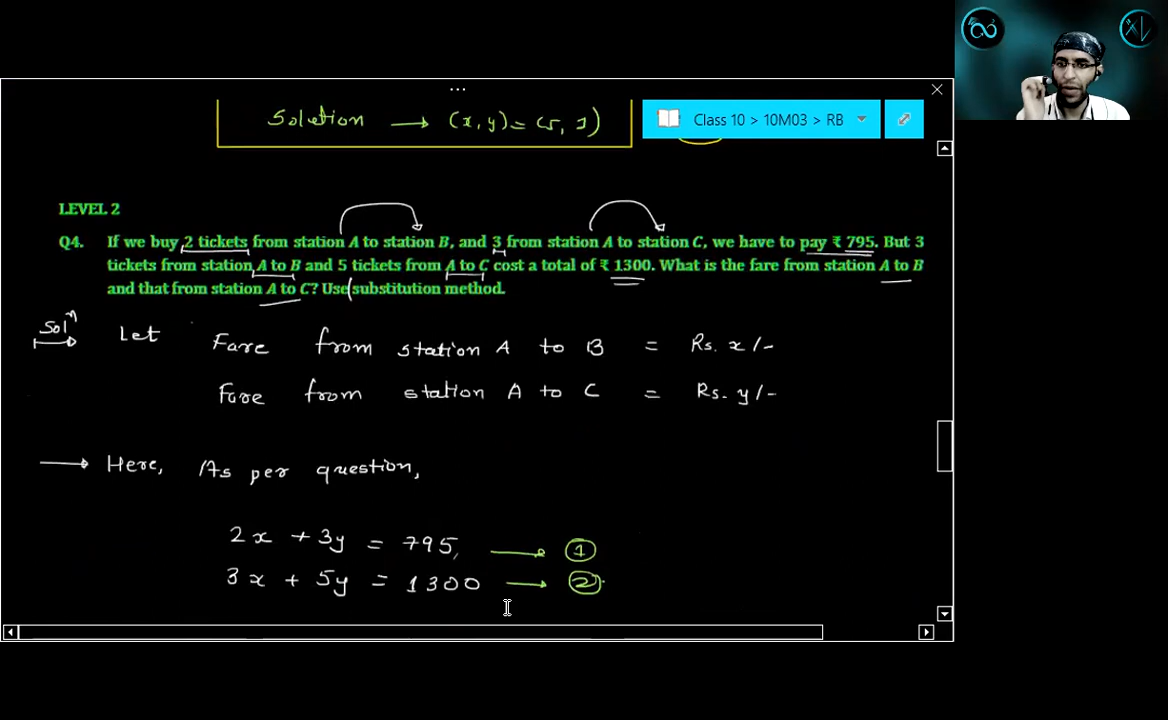 Solution → (x, y) = (5, 1)
Class 10 > 10M03 > RB
LEVEL 2
Q4. If we buy 2 tickets from station A to station B, and 3 from station A to station C, we have to pay ₹ 795. But 3
tickets from station A to B and 5 tickets from A to C cost a total of ₹ 1300. What is the fare from station A to B
and that from station A to C? Use substitution method.
Solⁿ Let Fare from station A to B = Rs. x /-
Fare from station A to C = Rs. y /-
→ Here, As per question,
2x + 3y = 795, → 1
3x + 5y = 1300 → 2